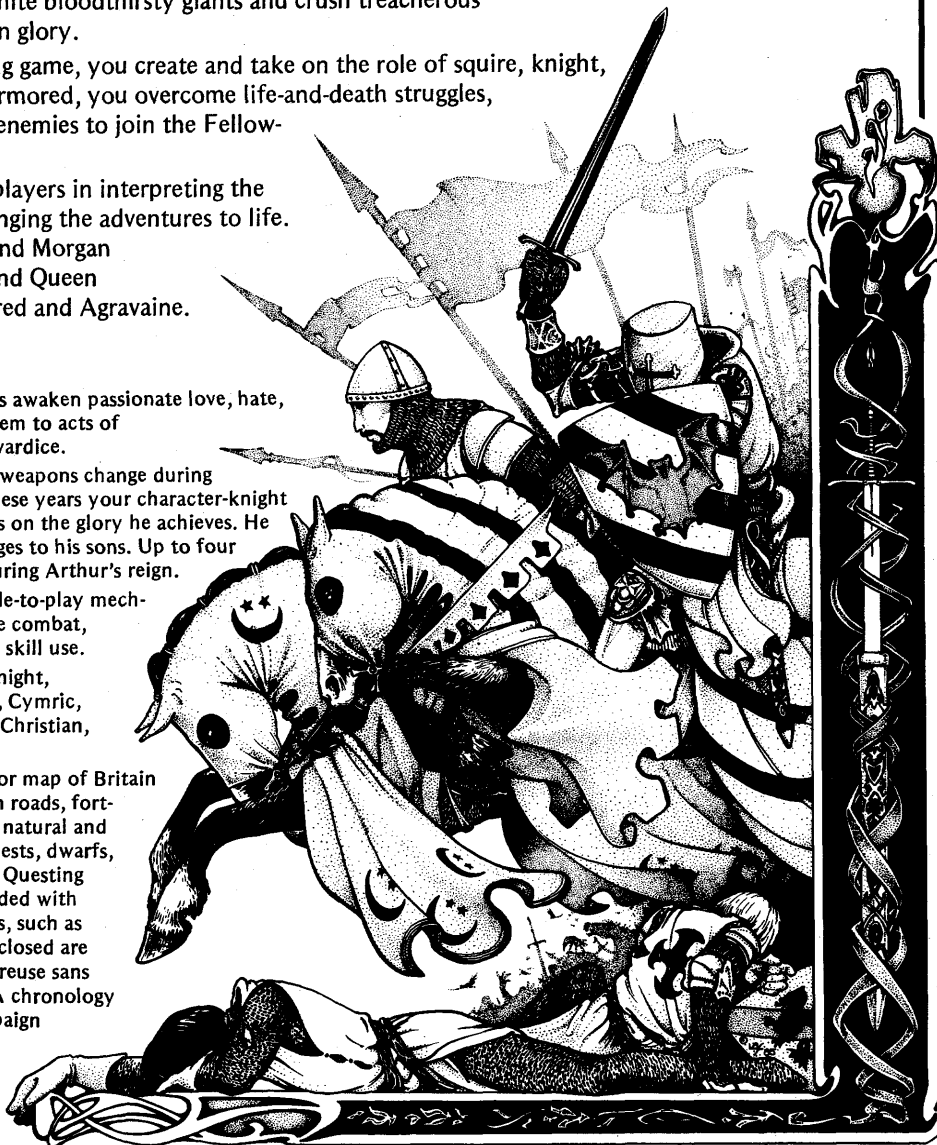 nite bloodthirsty giants and crush treacherous
n glory.
g game, you create and take on the role of squire, knight,
rmored, you overcome life-and-death struggles,
enemies to join the Fellow-
players in interpreting the
nging the adventures to life.
nd Morgan
nd Queen
red and Agravaine.
s awaken passionate love, hate,
em to acts of
vardice.
weapons change during
ese years your character-knight
s on the glory he achieves. He
ges to his sons. Up to four
uring Arthur's reign.
le-to-play mech-
e combat,
skill use.
night,
, Cymric,
Christian,
or map of Britain
n roads, fort-
natural and
ests, dwarfs,
Questing
ded with
s, such as
closed are
reuse sans
A chronology
paign